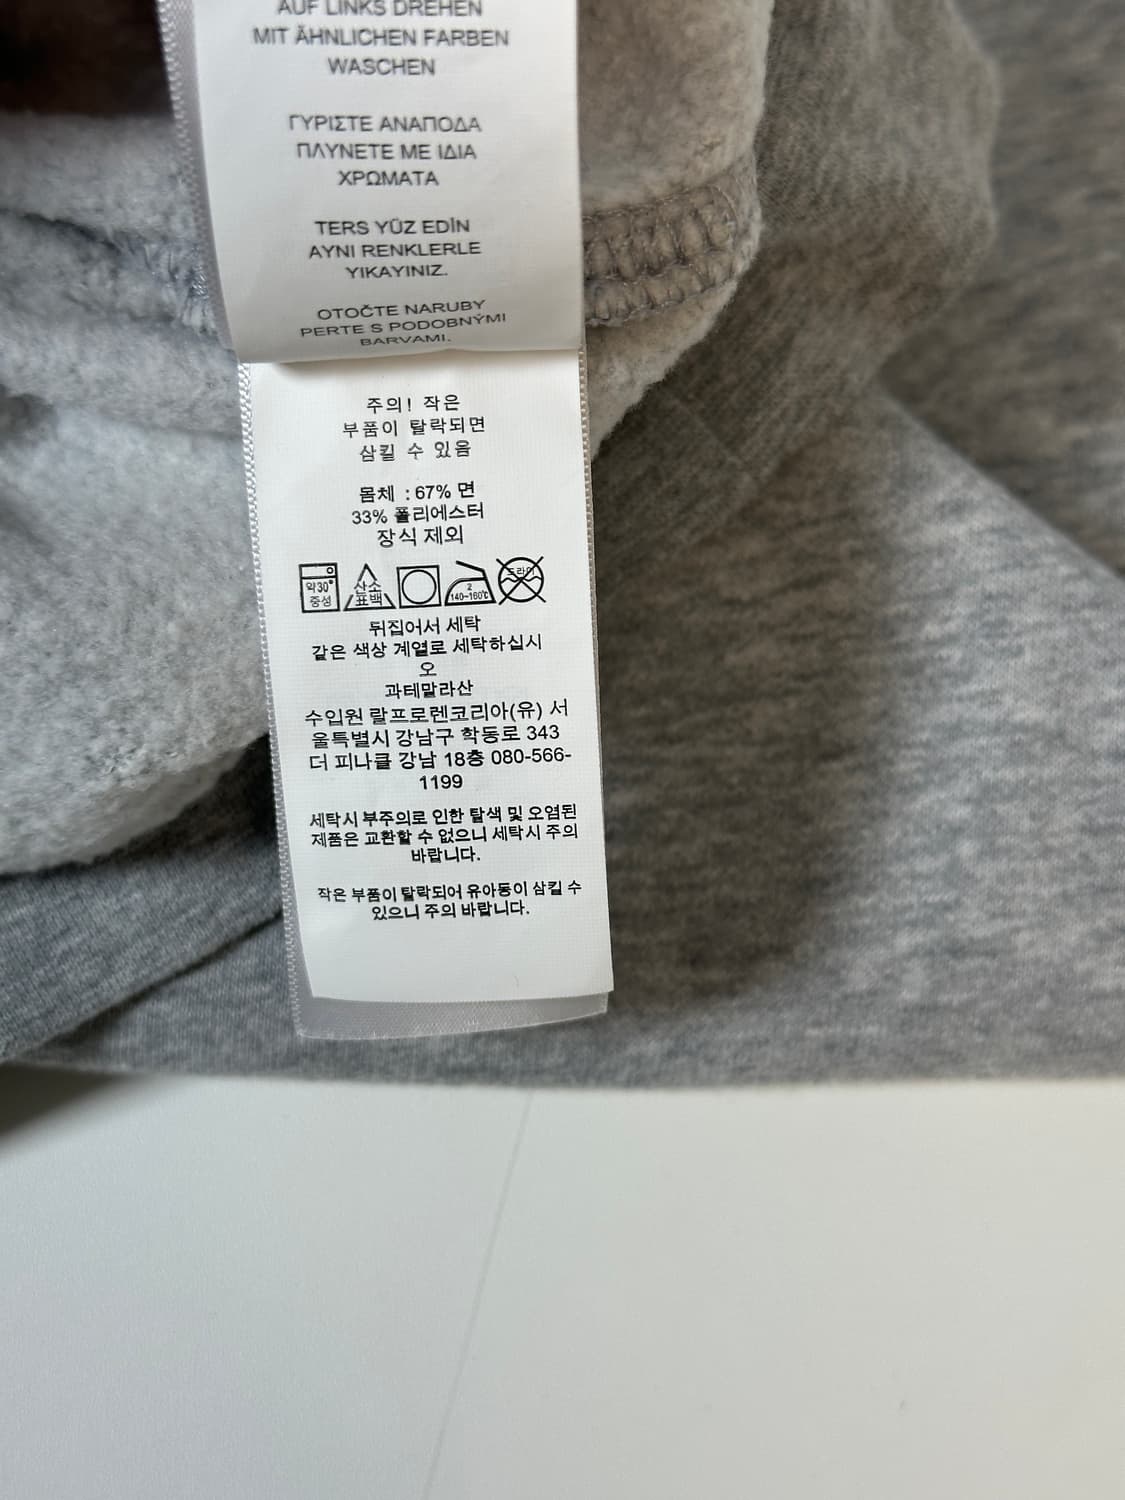 AUF LINKS DREHEN
MIT ÄHNLICHEN FARBEN
WASCHEN
ΓΥΡΙΣΤΕ ΑΝΑΠΟΔΑ
ΠΛΥΝΕΤΕ ΜΕ ΙΔΙΑ
ΧΡΩΜΑΤΑ
TERS YÜZ EDİN
AYNI RENKLERLE
YIKAYINIZ.
OTOČTE NARUBY
PERTE S PODOBNÝMI
BARVAMI.
주의! 작은
부품이 탈락되면
삼킬 수 있음
몸체 : 67% 면
33% 폴리에스터
장식 제외
약30° 중성 산소 표백 2 140~160℃ 드라이
뒤집어서 세탁
같은 색상 계열로 세탁하십시
오
과테말라산
수입원 랄프로렌코리아(유) 서
울특별시 강남구 학동로 343
더 피나클 강남 18층 080-566-
1199
세탁시 부주의로 인한 탈색 및 오염된
제품은 교환할 수 없으니 세탁시 주의
바랍니다.
작은 부품이 탈락되어 유아동이 삼킬 수
있으니 주의 바랍니다.